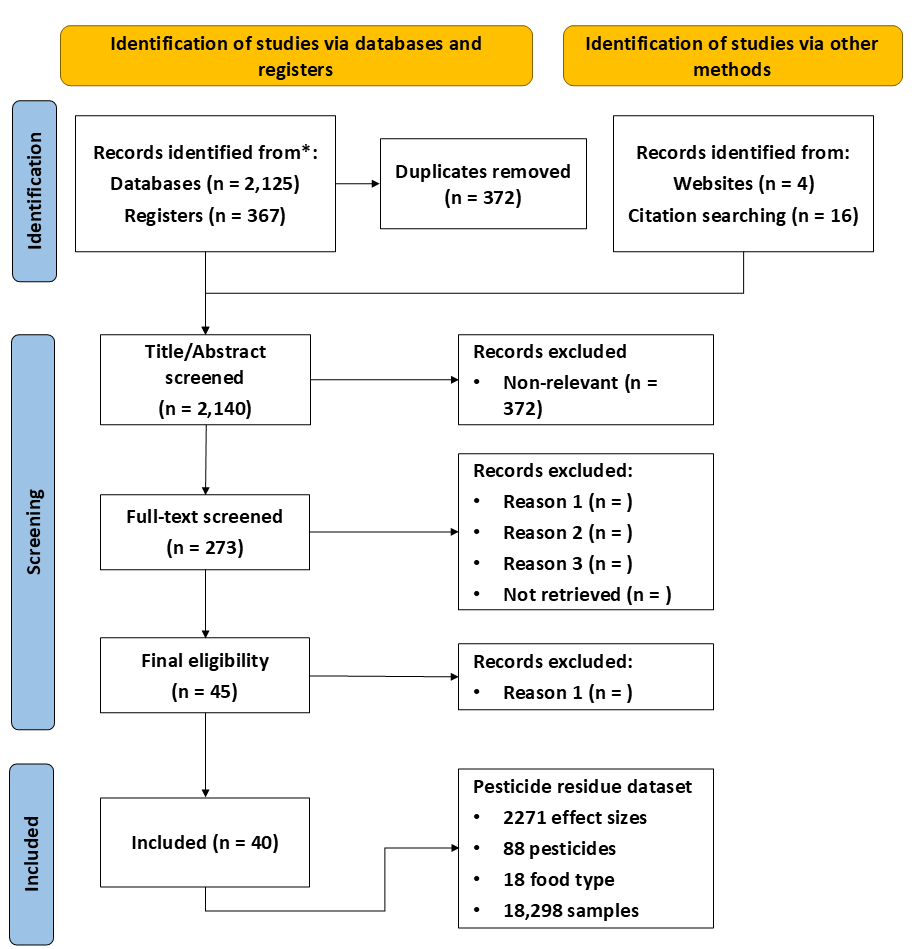 Identification of studies via databases and
registers
Identification of studies via other
methods
Identification
Records identified from*:
Databases (n = 2,125)
Registers (n = 367)
Duplicates removed
(n = 372)
Records identified from:
Websites (n = 4)
Citation searching (n = 16)
Screening
Title/Abstract
screened
(n = 2,140)
Records excluded
• Non-relevant (n =
372)
Full-text screened
(n = 273)
Records excluded:
• Reason 1 (n = )
• Reason 2 (n = )
• Reason 3 (n = )
• Not retrieved (n = )
Final eligibility
(n = 45)
Records excluded:
• Reason 1 (n = )
Included
Included (n = 40)
Pesticide residue dataset
• 2271 effect sizes
• 88 pesticides
• 18 food type
• 18,298 samples